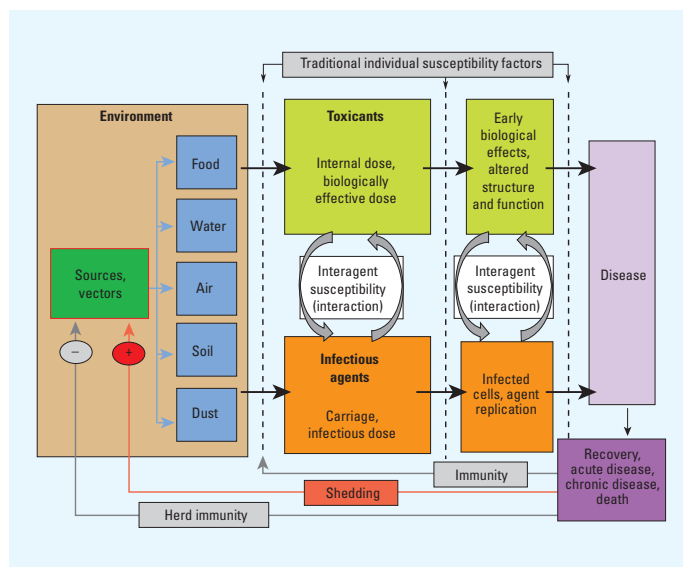 Traditional individual susceptibility factors
Environment
Food
Water
Air
Soil
Dust
Sources,
vectors
–
+
Toxicants
Internal dose,
biologically
effective dose
Early
biological
effects,
altered
structure
and function
Interagent
susceptibility
(interaction)
Interagent
susceptibility
(interaction)
Infectious
agents
Carriage,
infectious dose
Infected
cells, agent
replication
Disease
Recovery,
acute disease,
chronic disease,
death
Immunity
Shedding
Herd immunity